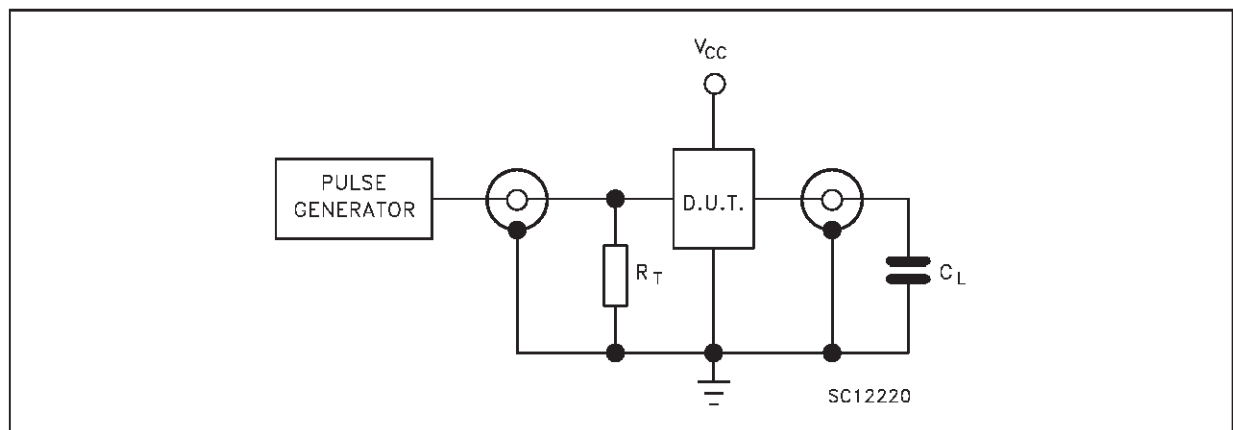 VCC
PULSE
GENERATOR
D.U.T.
RT
CL
SC12220